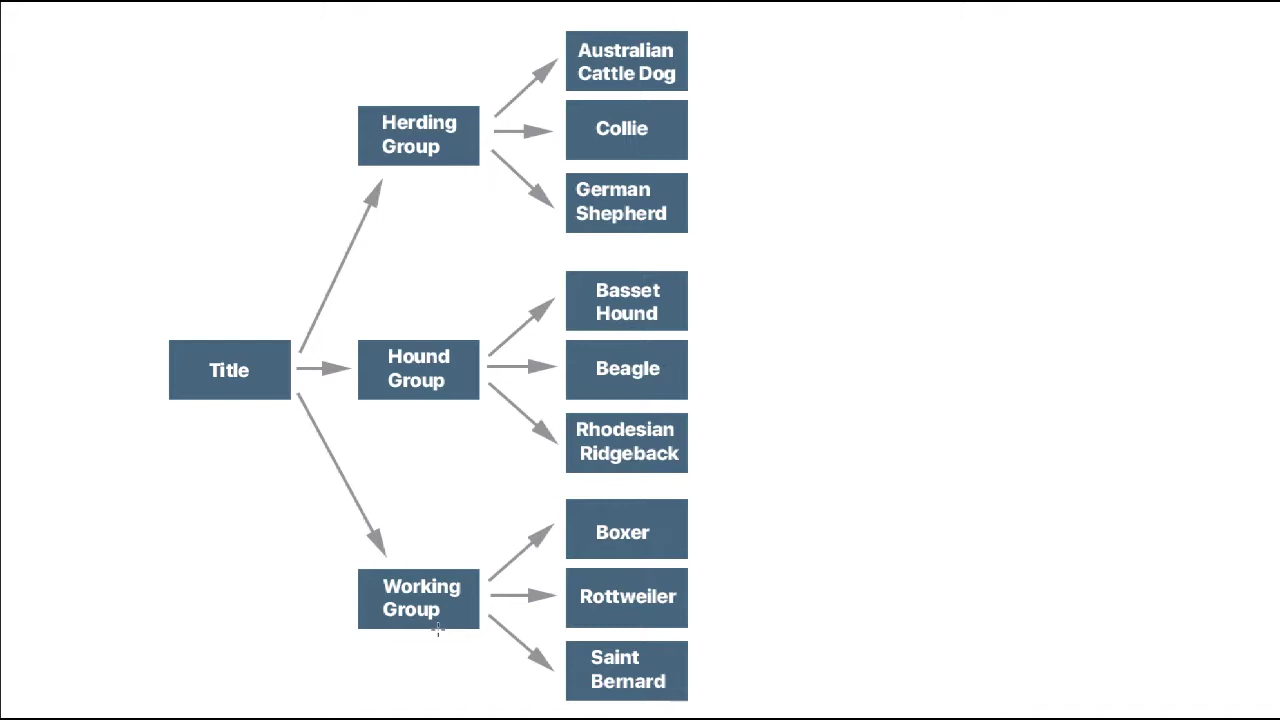 Australian
Cattle Dog
Herding
Group
Collie
German
Shepherd
Basset
Hound
Title
Hound
Group
Beagle
Rhodesian
Ridgeback
Boxer
Working
Group
Rottweiler
Saint
Bernard